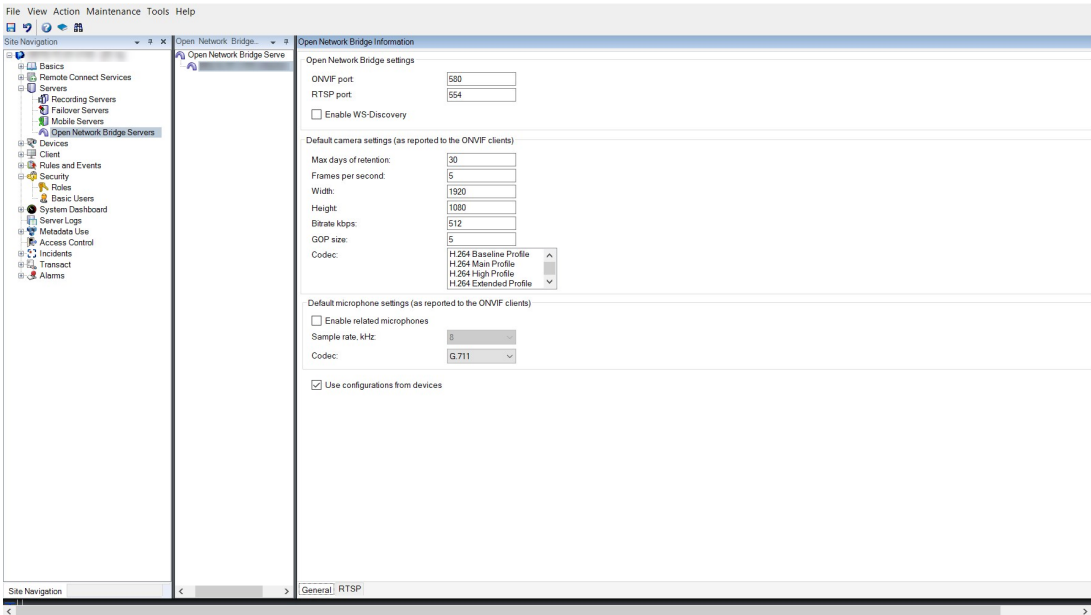 File View Action Maintenance Tools Help
Site Navigation
Open Network Bridge...
Open Network Bridge Information
Basics
Remote Connect Services
Servers
Recording Servers
Failover Servers
Mobile Servers
Open Network Bridge Servers
Devices
Client
Rules and Events
Security
Roles
Basic Users
System Dashboard
Server Logs
Metadata Use
Access Control
Incidents
Transact
Alarms
Open Network Bridge Serve
Open Network Bridge settings
ONVIF port: 580
RTSP port: 554
Enable WS-Discovery
Default camera settings (as reported to the ONVIF clients)
Max days of retention: 30
Frames per second: 5
Width: 1920
Height: 1080
Bitrate kbps: 512
GOP size: 5
Codec: H.264 Baseline Profile
H.264 Main Profile
H.264 High Profile
H.264 Extended Profile
Default microphone settings (as reported to the ONVIF clients)
Enable related microphones
Sample rate, kHz: 8
Codec: G.711
Use configurations from devices
Site Navigation
General RTSP